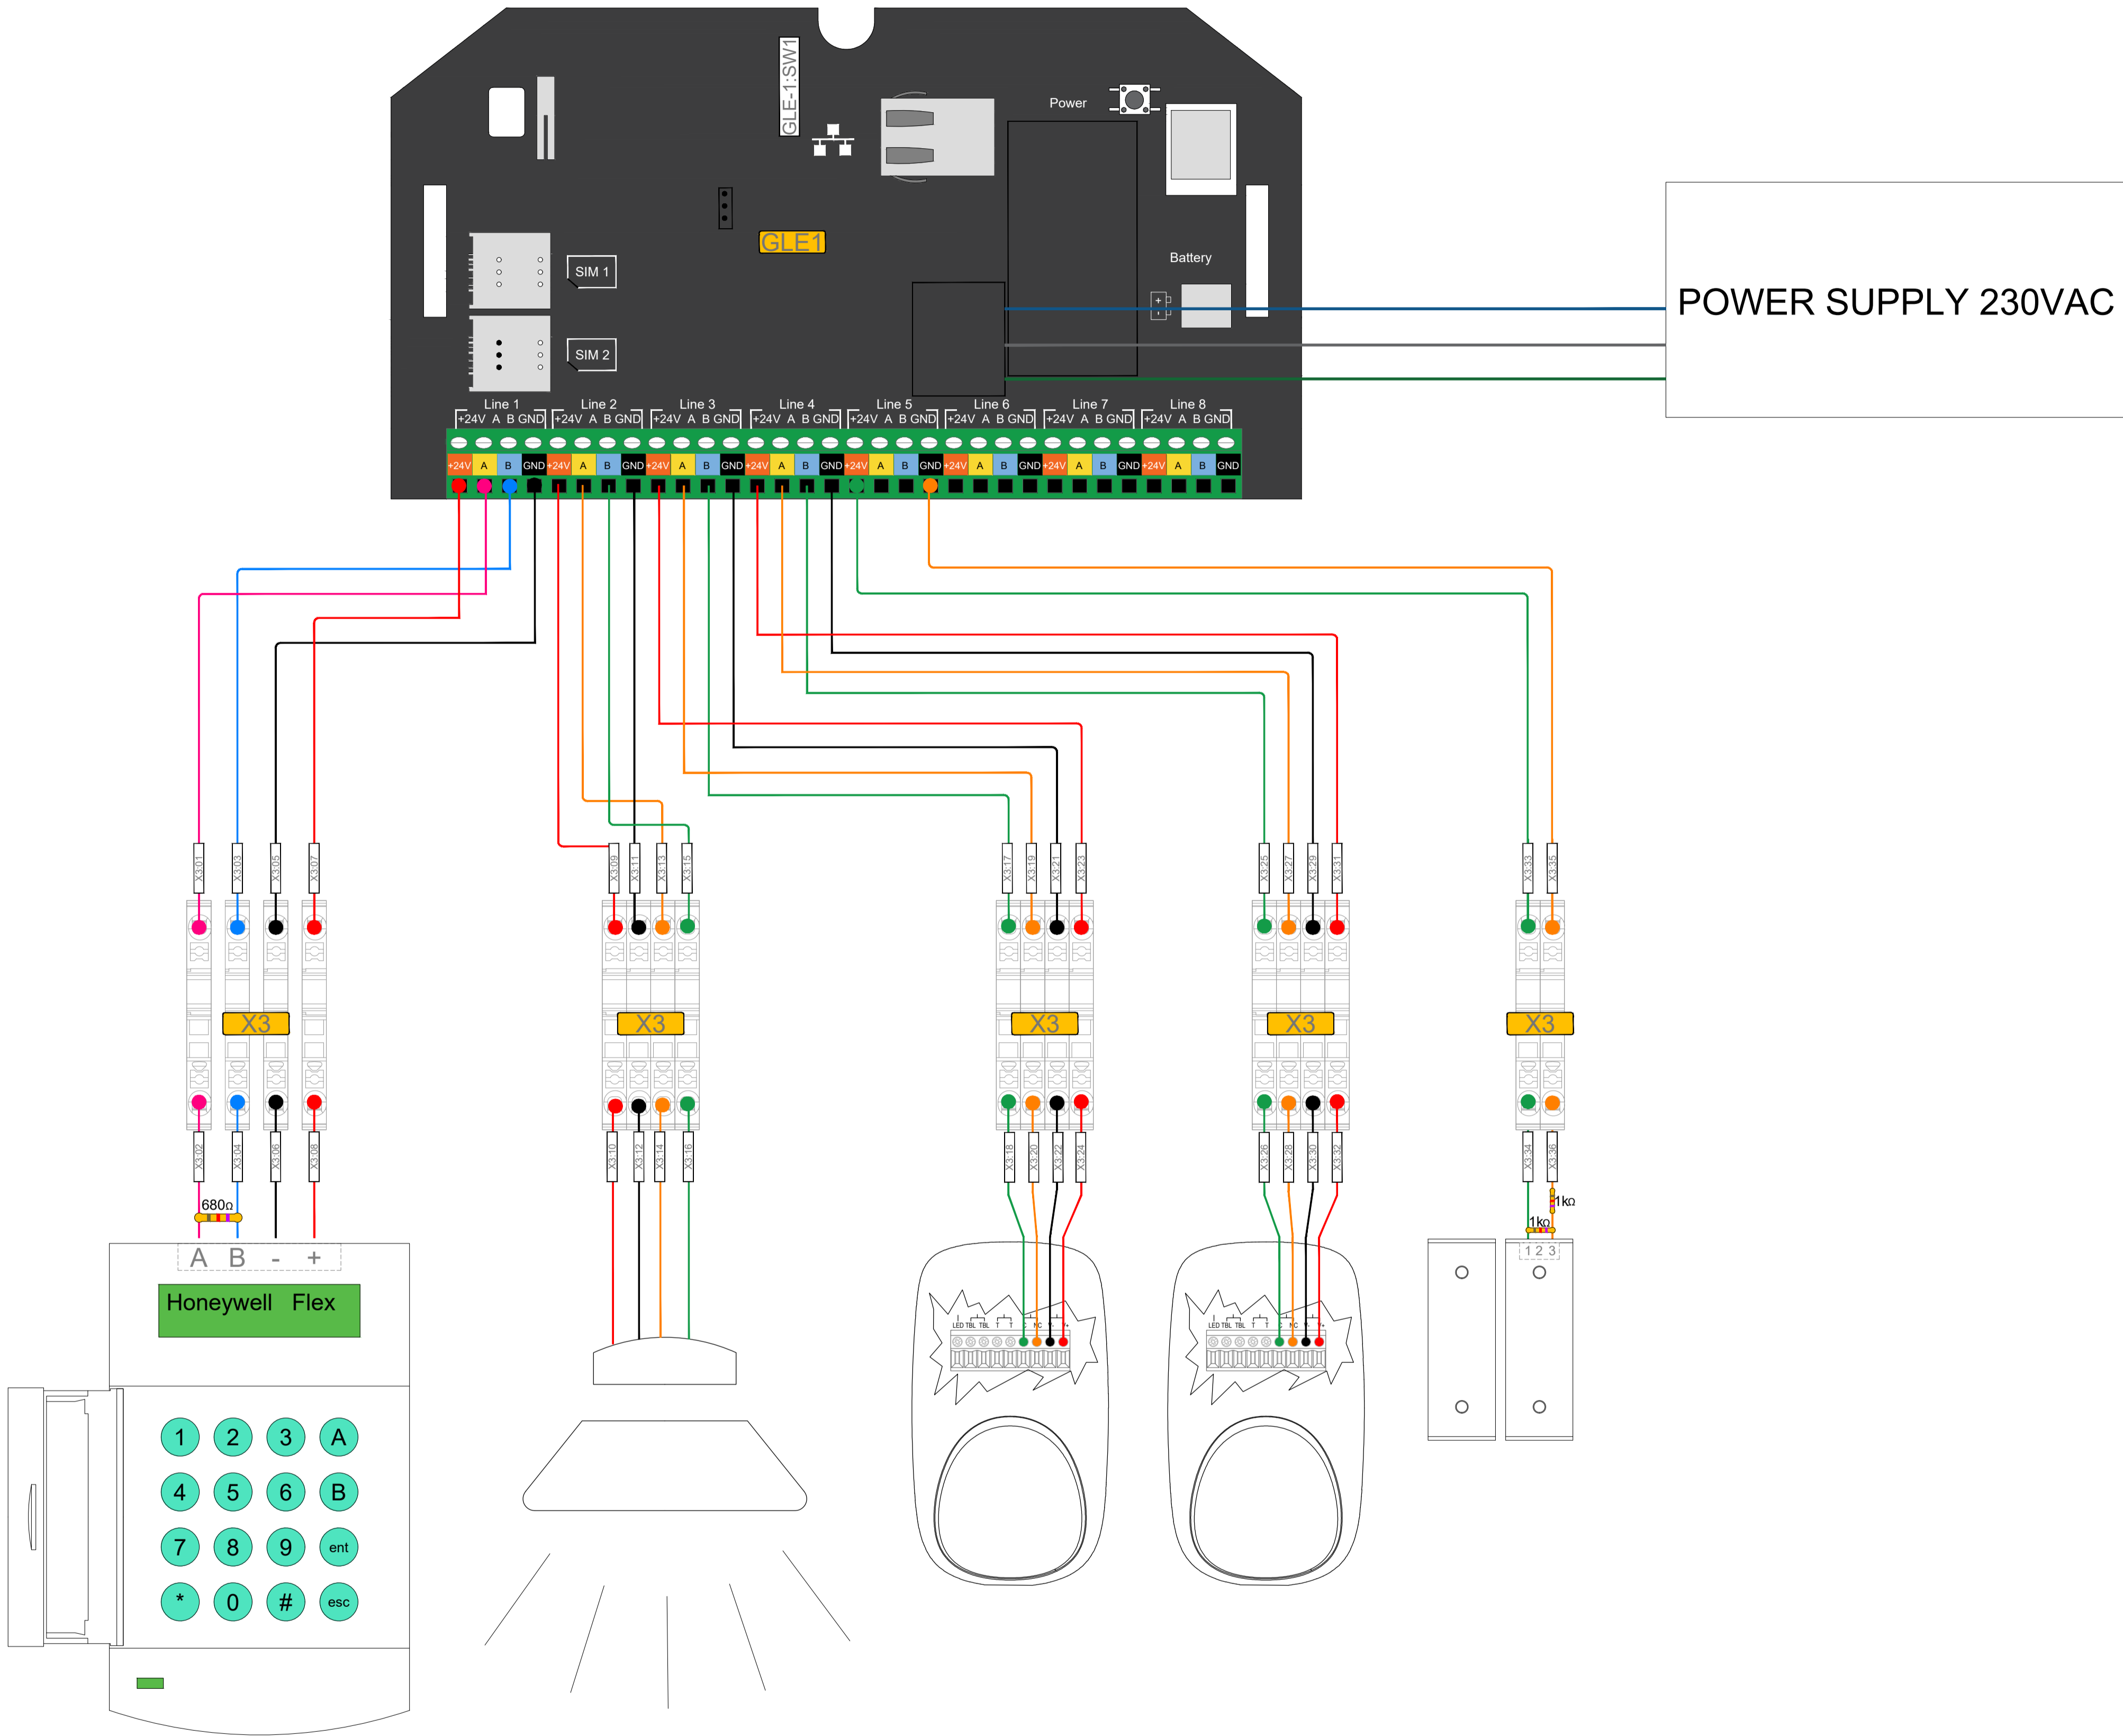 GLE-1:SW1
Power
GLE1
SIM 1
Battery
+
-
POWER SUPPLY 230VAC
SIM 2
Line 1 Line 2 Line 3 Line 4 Line 5 Line 6 Line 7 Line 8
+24V A B GND +24V A B GND +24V A B GND +24V A B GND +24V A B GND +24V A B GND +24V A B GND +24V A B GND
+24V A B GND +24V A B GND +24V A B GND +24V A B GND +24V A B GND +24V A B GND +24V A B GND +24V A B GND
X3:01 X3:03 X3:05 X3:07 X3:09 X3:11 X3:13 X3:15 X3:17 X3:19 X3:21 X3:23 X3:25 X3:27 X3:29 X3:31 X3:33 X3:35
X3 X3 X3 X3 X3
X3:02 X3:04 X3:06 X3:08 X3:10 X3:12 X3:14 X3:16 X3:18 X3:20 X3:22 X3:24 X3:26 X3:28 X3:30 X3:32 X3:34 X3:36
680Ω
1kΩ
1kΩ
A B - +
1 2 3
Honeywell Flex
LED TBL TBL T T C NC V- V+
LED TBL TBL T T C NC V- V+
1 2 3 A
4 5 6 B
7 8 9 ent
* 0 # esc